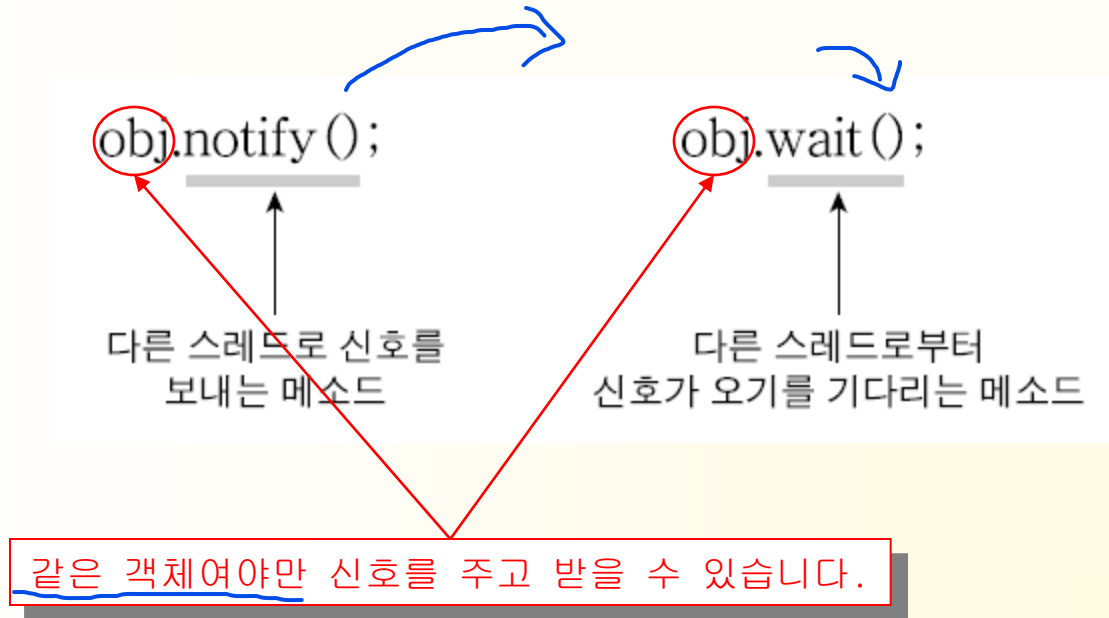 obj.notify();
obj.wait();
다른 스레드로 신호를
보내는 메소드
다른 스레드로부터
신호가 오기를 기다리는 메소드
같은 객체여야만 신호를 주고 받을 수 있습니다.